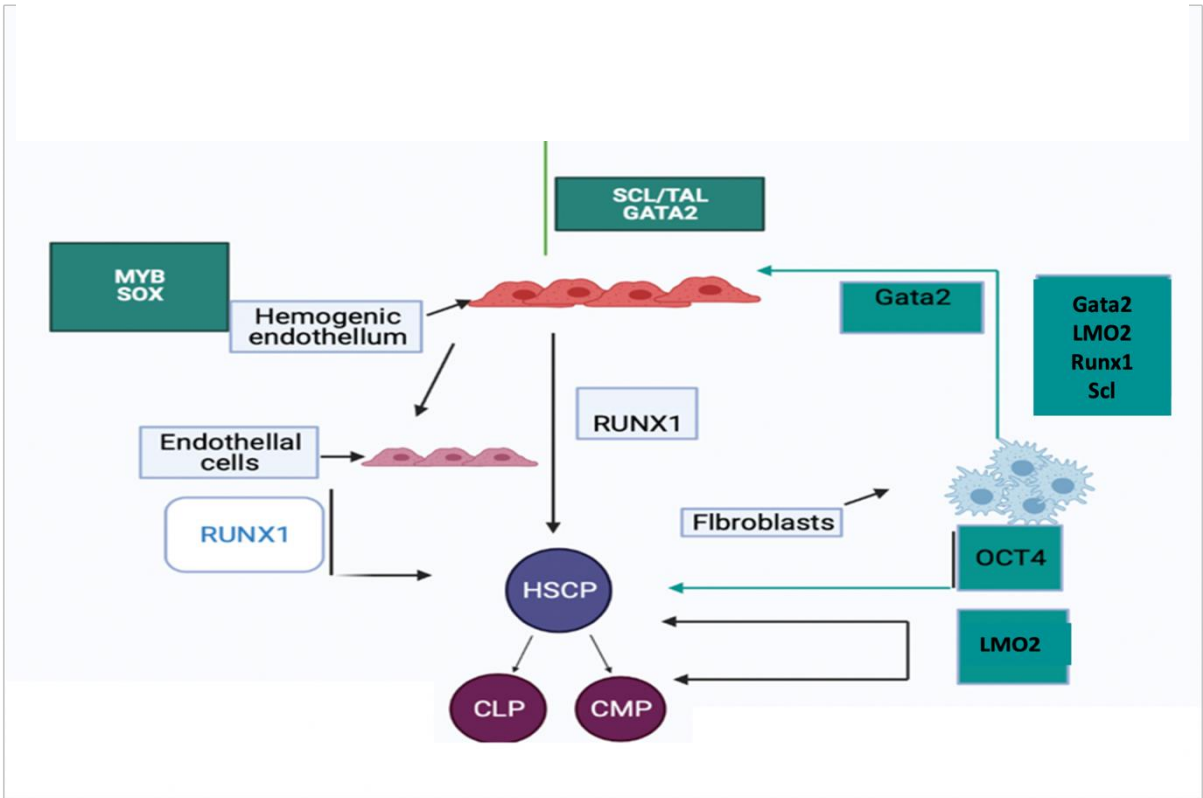 SCL/TAL
GATA2
MYB
SOX
Hemogenic
endothellum
Gata2
Gata2
LMO2
Runx1
Scl
RUNX1
Endothellal
cells
RUNX1
Flbroblasts
OCT4
HSCP
LMO2
CLP
CMP